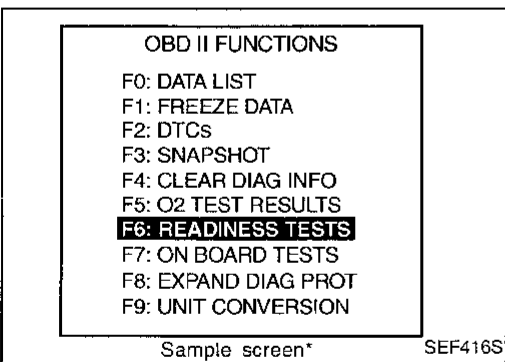 OBD II FUNCTIONS
F0: DATA LIST
F1: FREEZE DATA
F2: DTCs
F3: SNAPSHOT
F4: CLEAR DIAG INFO
F5: O2 TEST RESULTS
F6: READINESS TESTS
F7: ON BOARD TESTS
F8: EXPAND DIAG PROT
F9: UNIT CONVERSION
Sample screen*
SEF416S